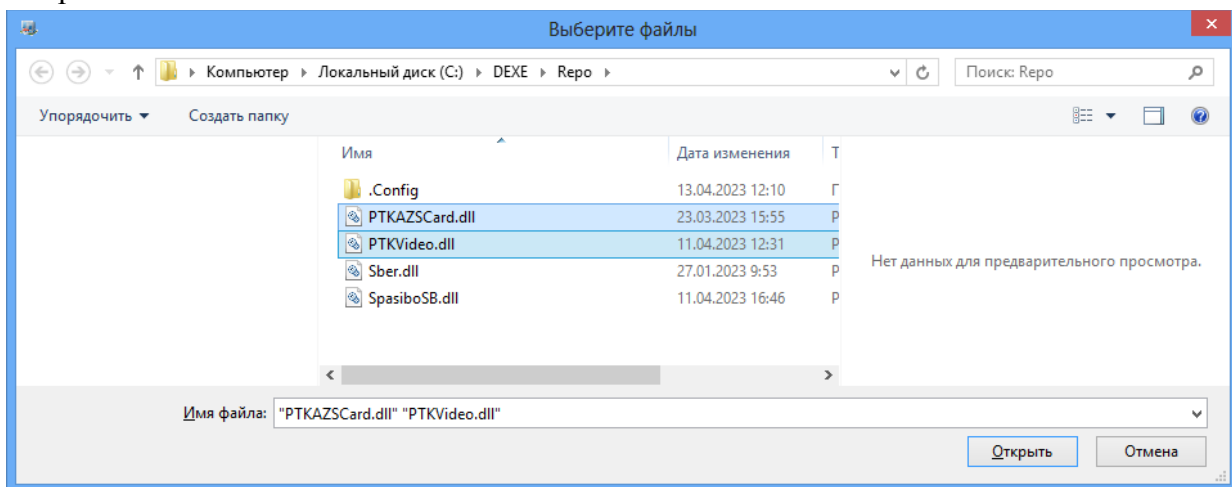 Выберите файлы
Компьютер Локальный диск (C:) DEXE Repo Поиск: Repo
Упорядочить Создать папку
Имя Дата изменения Т
.Config 13.04.2023 12:10
PTKAZSCard.dll 23.03.2023 15:55
PTKVideo.dll 11.04.2023 12:31
Sber.dll 27.01.2023 9:53
SpasiboSB.dll 11.04.2023 16:46
Нет данных для предварительного просмотра.
Имя файла: "PTKAZSCard.dll" "PTKVideo.dll"
Открыть Отмена